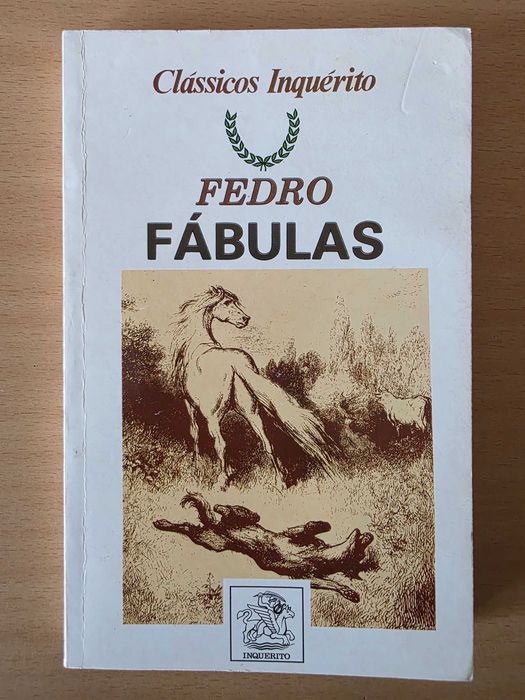 Clássicos Inquérito
FEDRO
FÁBULAS
INQUERITO